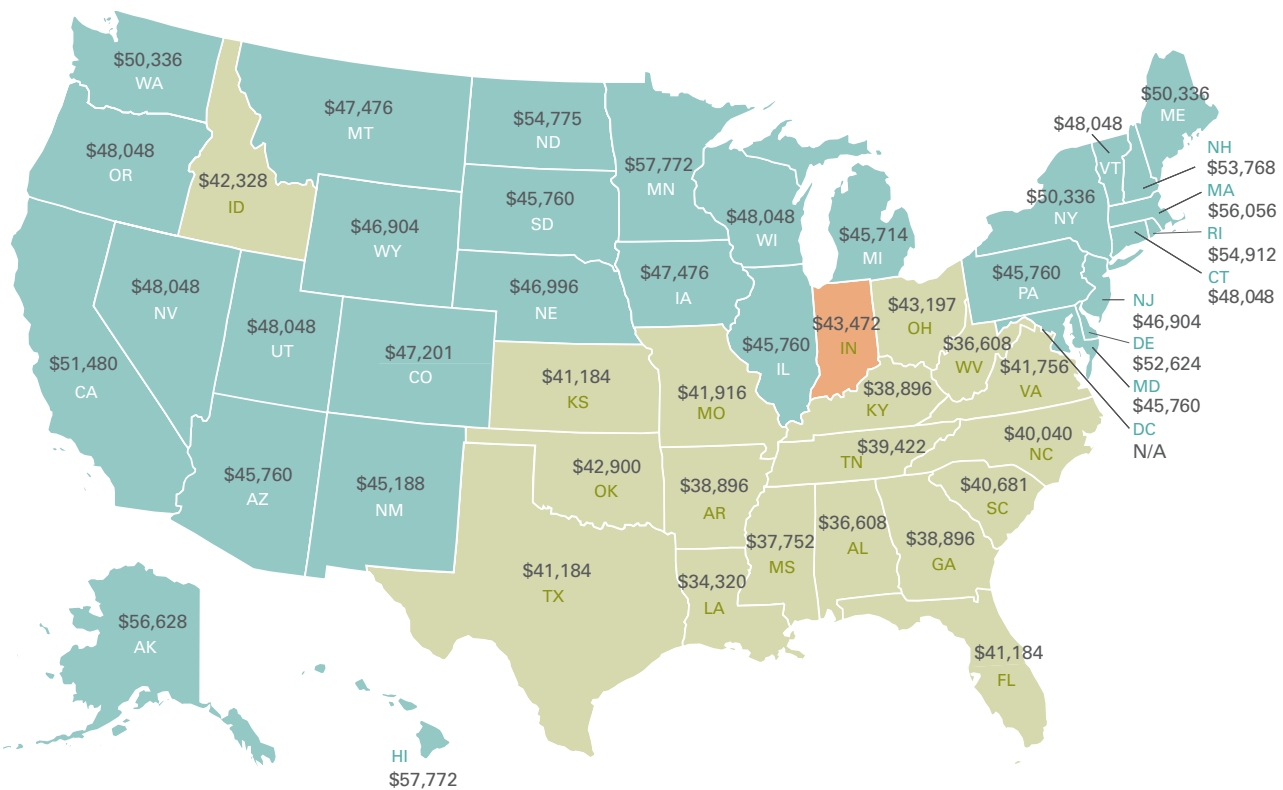 $50,336
WA
$48,048
OR
$42,328
ID
$47,476
MT
$54,775
ND
$57,772
MN
$45,760
SD
$46,904
WY
$48,048
WI
$45,714
MI
$50,336
ME
$48,048
VT
NH
$53,768
MA
$56,056
RI
$54,912
CT
$48,048
$50,336
NY
$45,760
PA
NJ
$46,904
DE
$52,624
MD
$45,760
DC
N/A
$51,480
CA
$48,048
NV
$48,048
UT
$47,201
CO
$46,996
NE
$47,476
IA
$45,760
IL
$43,472
IN
$43,197
OH
$36,608
WV
$41,756
VA
$41,184
KS
$41,916
MO
$38,896
KY
$39,422
TN
$40,040
NC
$40,681
SC
$45,760
AZ
$45,188
NM
$42,900
OK
$38,896
AR
$37,752
MS
$36,608
AL
$38,896
GA
$41,184
TX
$34,320
LA
$41,184
FL
$56,628
AK
HI
$57,772